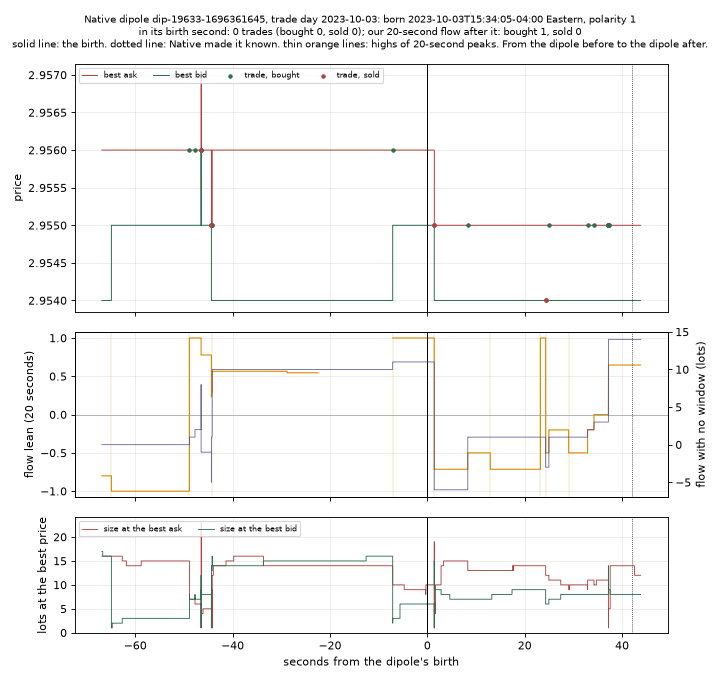 Native dipole dip-19633-1696361645, trade day 2023-10-03: born 2023-10-03T15:34:05-04:00 Eastern, polarity 1
in its birth second: 0 trades (bought 0, sold 0); our 20-second flow after it: bought 1, sold 0
solid line: the birth. dotted line: Native made it known. thin orange lines: highs of 20-second peaks. From the dipole before to the dipole after.
best ask best bid trade, bought trade, sold
2.9570
2.9565
2.9560
2.9555
2.9550
2.9545
2.9540
price
1.0
0.5
0.0
−0.5
−1.0
flow lean (20 seconds)
15
10
5
0
−5
flow with no window (lots)
size at the best ask size at the best bid
20
15
10
5
0
lots at the best price
−60 −40 −20 0 20 40
seconds from the dipole's birth